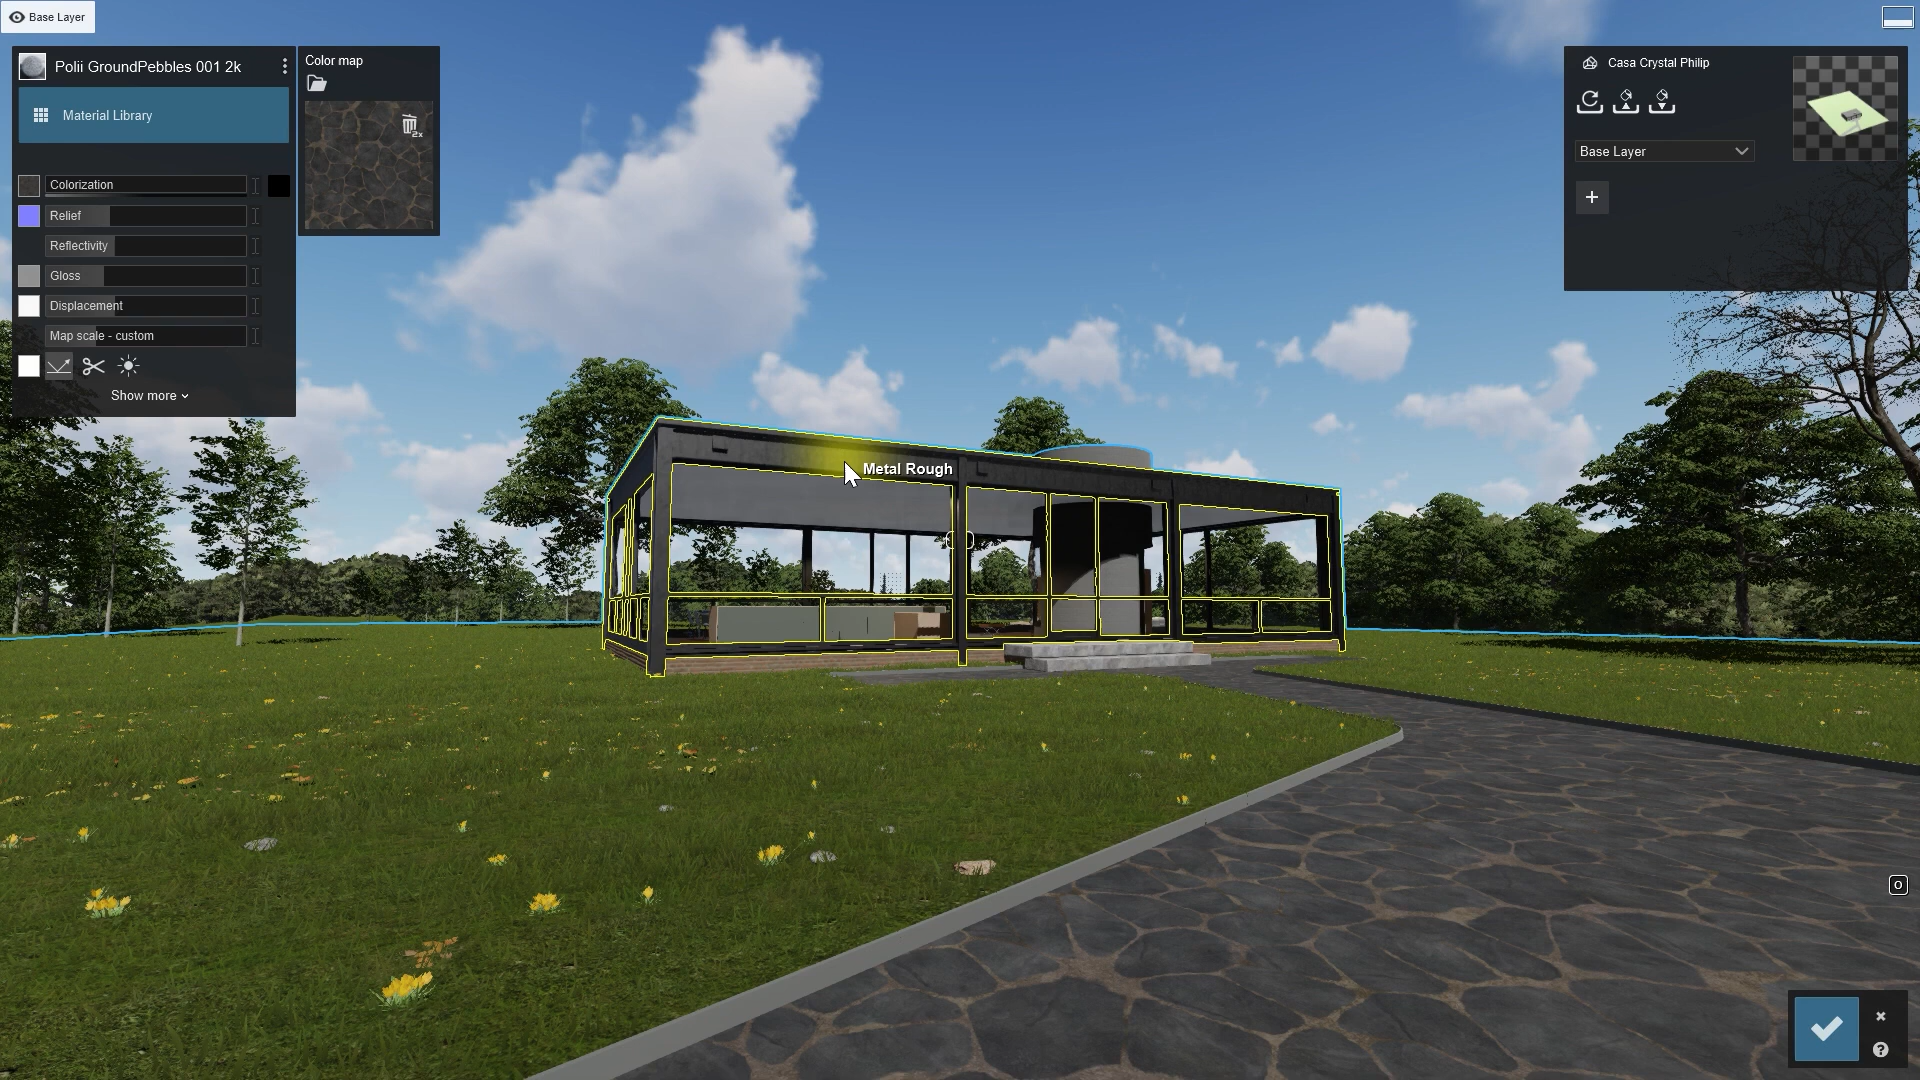 Base Layer
Polii GroundPebbles 001 2k
Material Library
Colorization
Relief
Reflectivity
Gloss
Displacement
Map scale - custom
Show more
Color map
2x
Casa Crystal Philip
Base Layer
+
Metal Rough
O
?